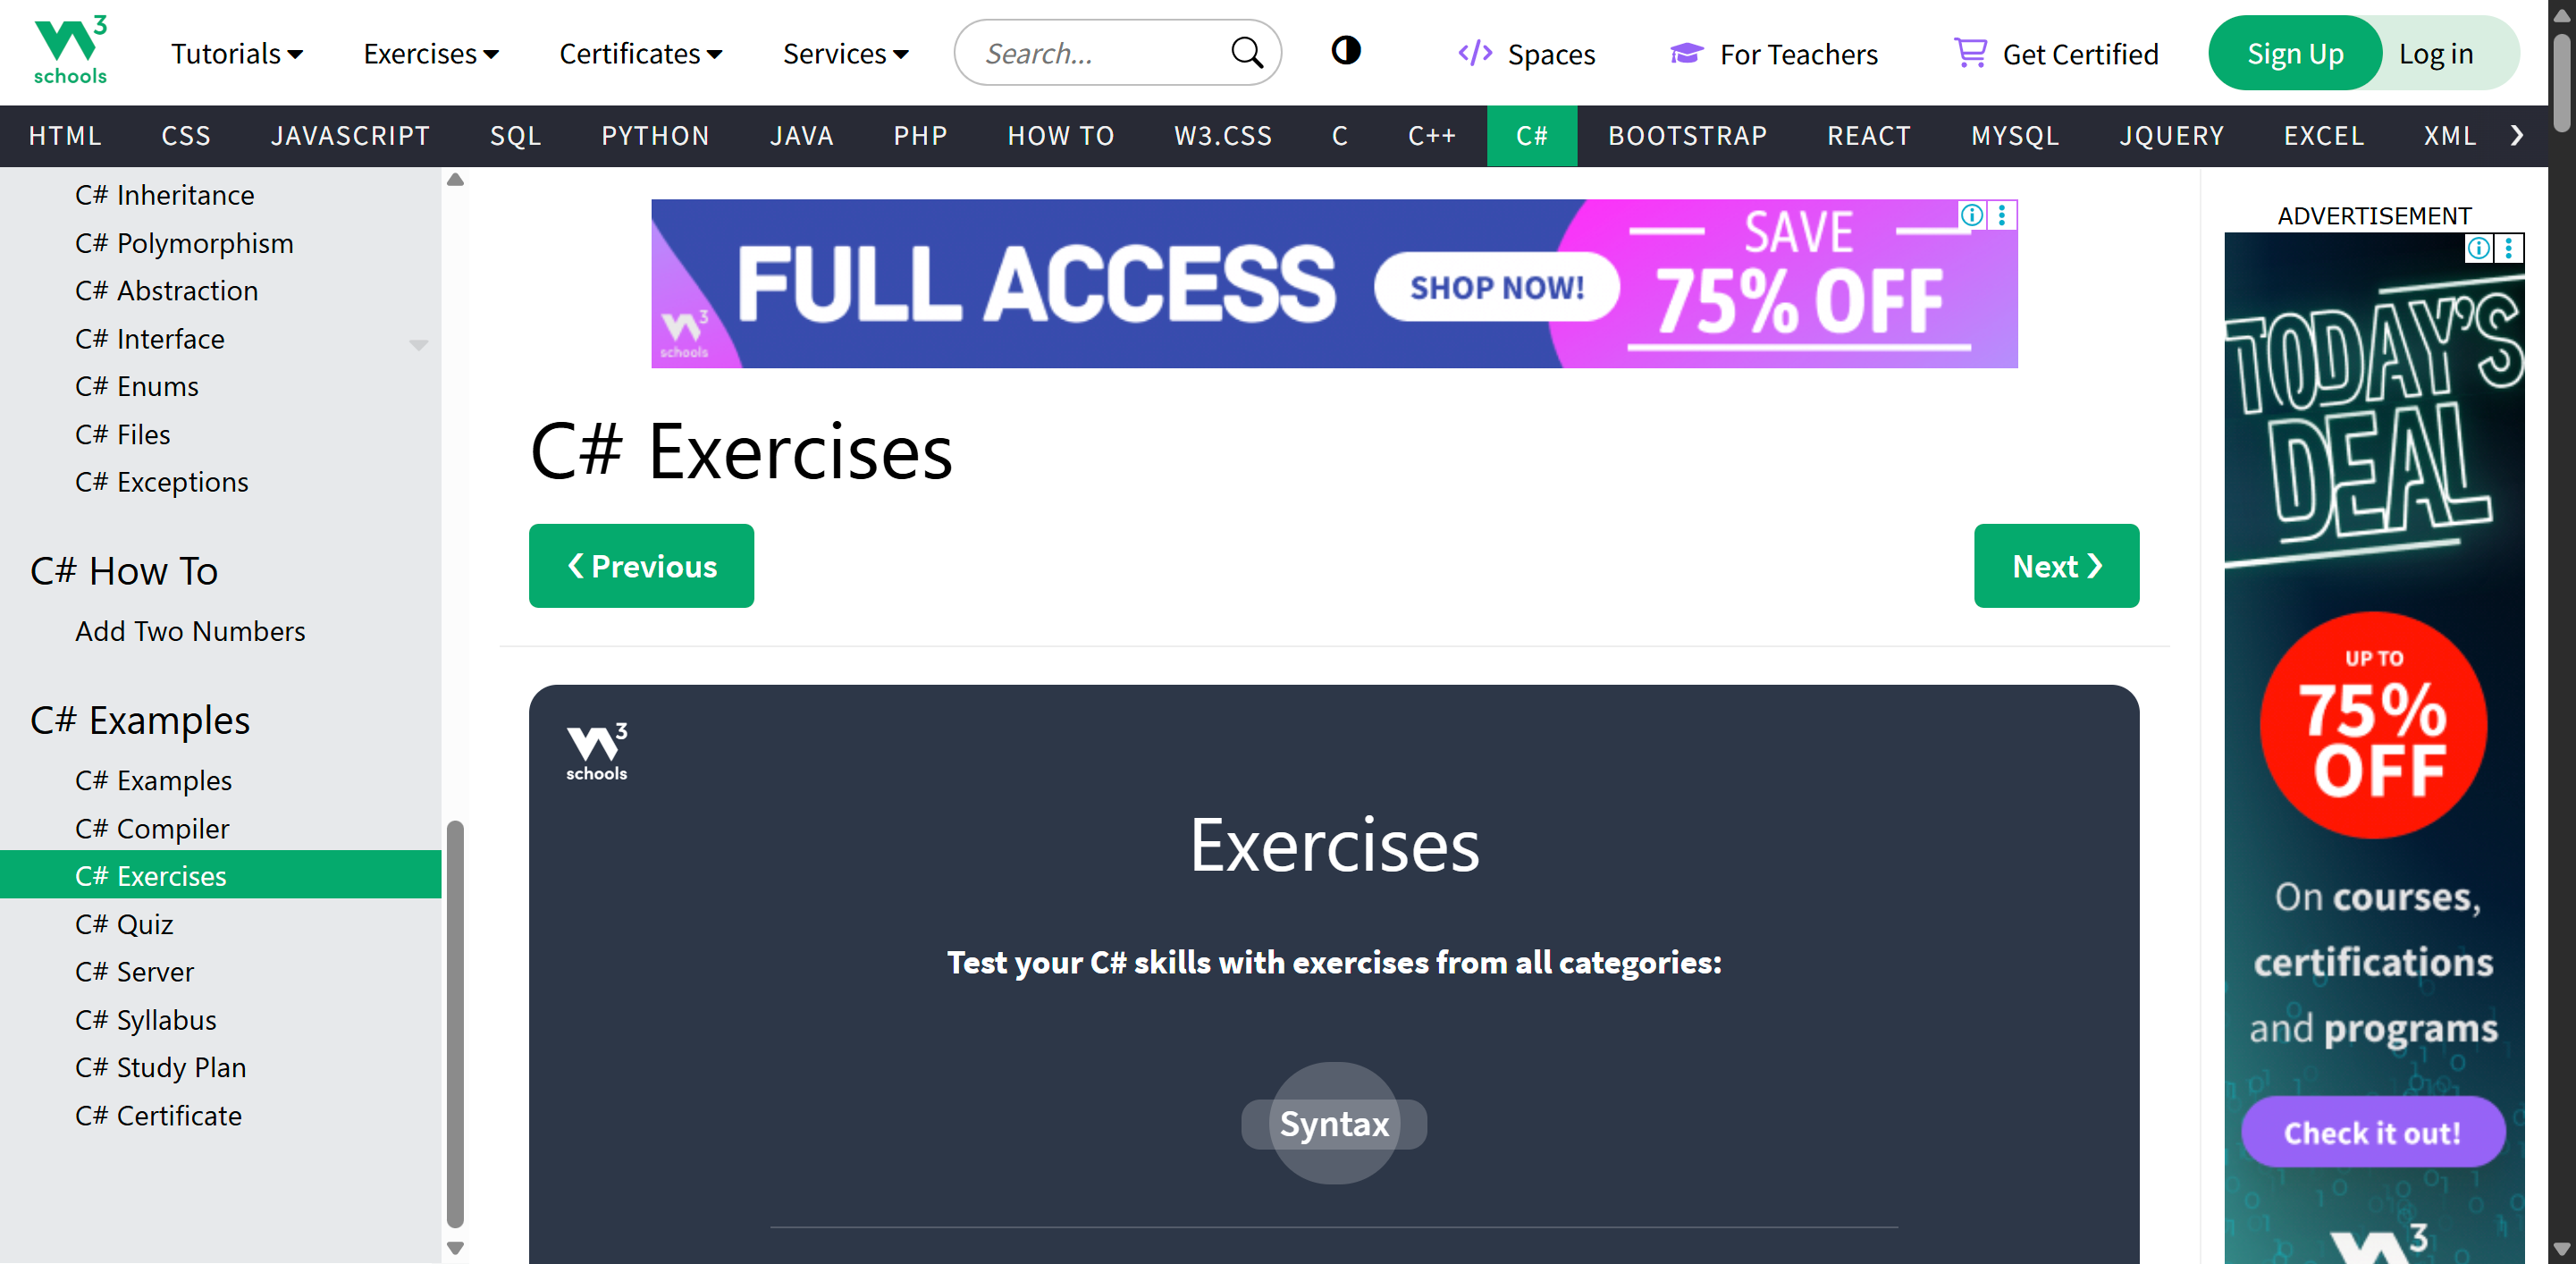 W3 schools
Tutorials
Exercises
Certificates
Services
Search...
Spaces
For Teachers
Get Certified
Sign Up
Log in
HTML CSS JAVASCRIPT SQL PYTHON JAVA PHP HOW TO W3.CSS C C++ C# BOOTSTRAP REACT MYSQL JQUERY EXCEL XML ❯
C# Inheritance
C# Polymorphism
C# Abstraction
C# Interface
C# Enums
C# Files
C# Exceptions
C# How To
Add Two Numbers
C# Examples
C# Examples
C# Compiler
C# Exercises
C# Quiz
C# Server
C# Syllabus
C# Study Plan
C# Certificate
W3 schools
FULL ACCESS
SHOP NOW!
SAVE
75% OFF
C# Exercises
❮ Previous
Next ❯
W3 schools
Exercises
Test your C# skills with exercises from all categories:
Syntax
ADVERTISEMENT
TODAY'S
DEAL
UP TO
75%
OFF
On courses,
certifications
and programs
Check it out!
W3